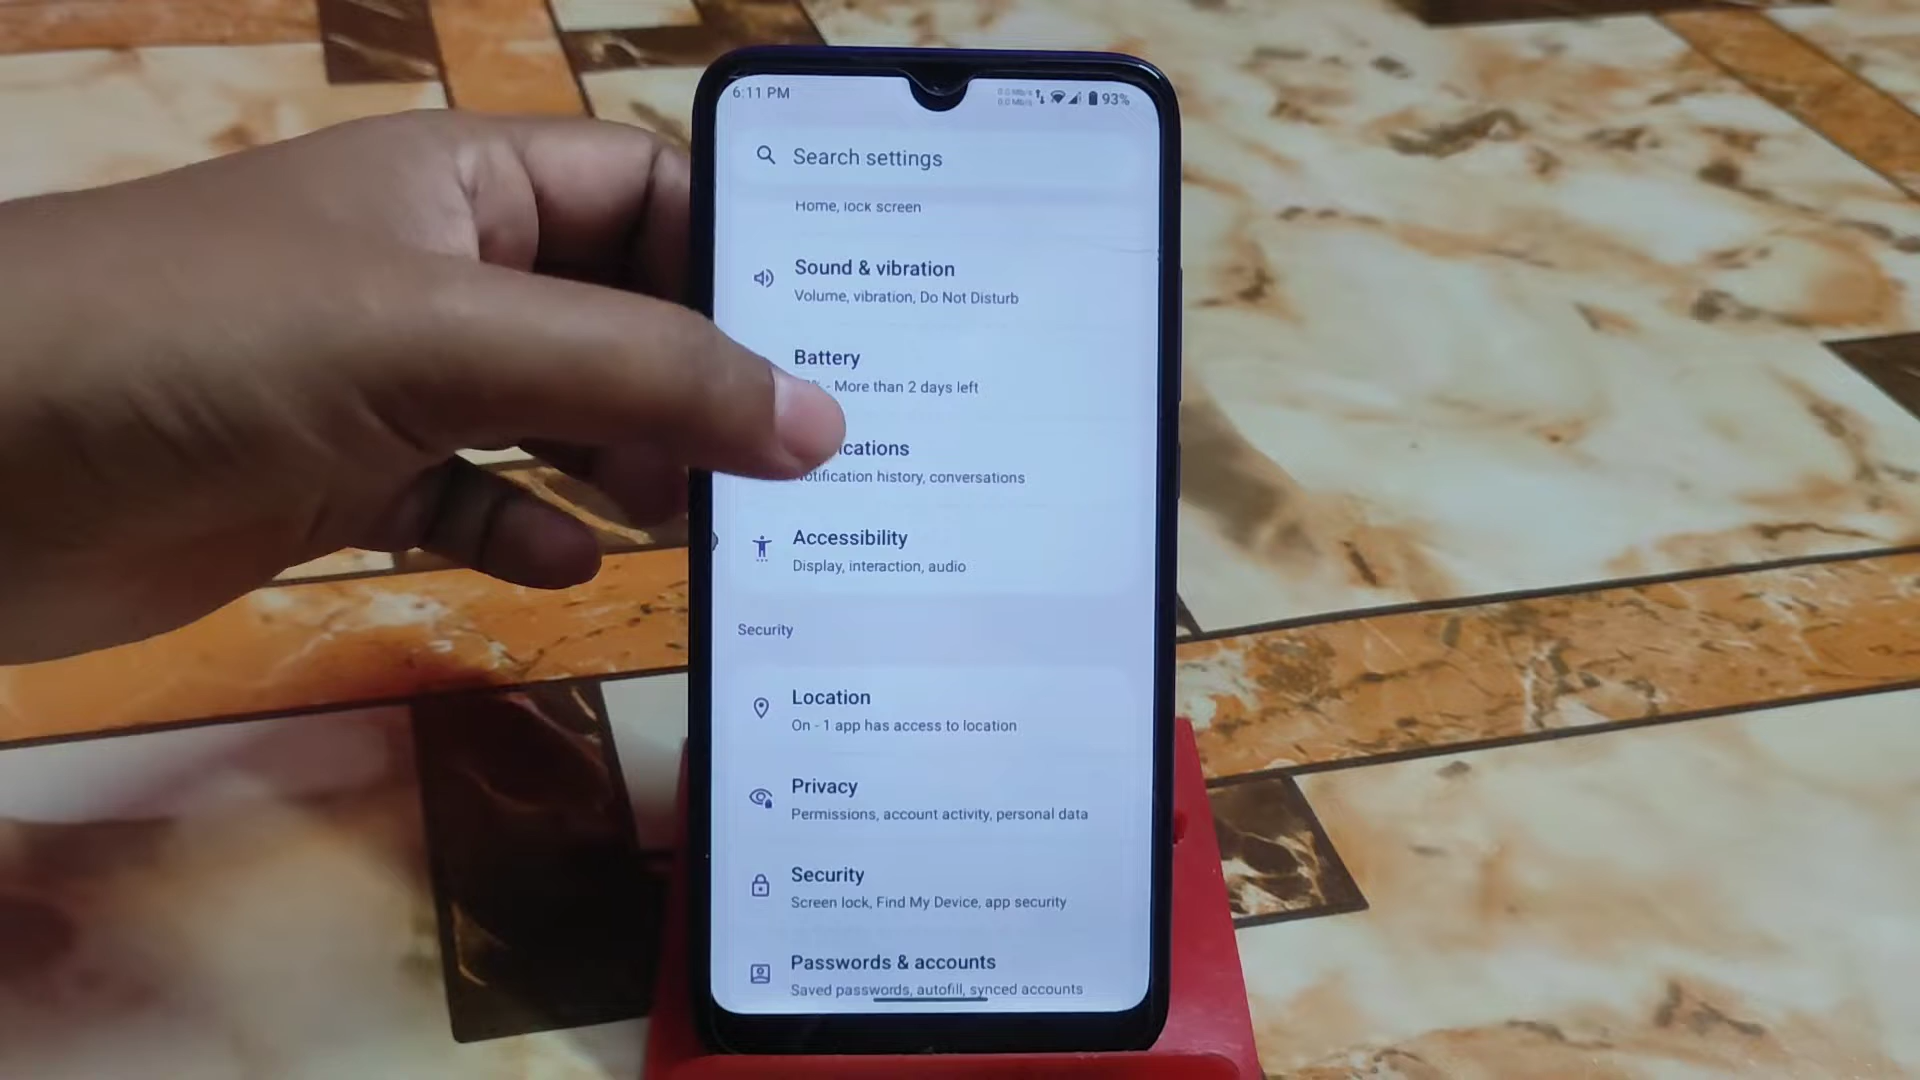 6:11 PM
93%
Search settings
Home, lock screen
Sound & vibration
Volume, vibration, Do Not Disturb
Battery
- More than 2 days left
ications
otification history, conversations
Accessibility
Display, interaction, audio
Security
Location
On - 1 app has access to location
Privacy
Permissions, account activity, personal data
Security
Screen lock, Find My Device, app security
Passwords & accounts
Saved passwords, autofill, synced accounts